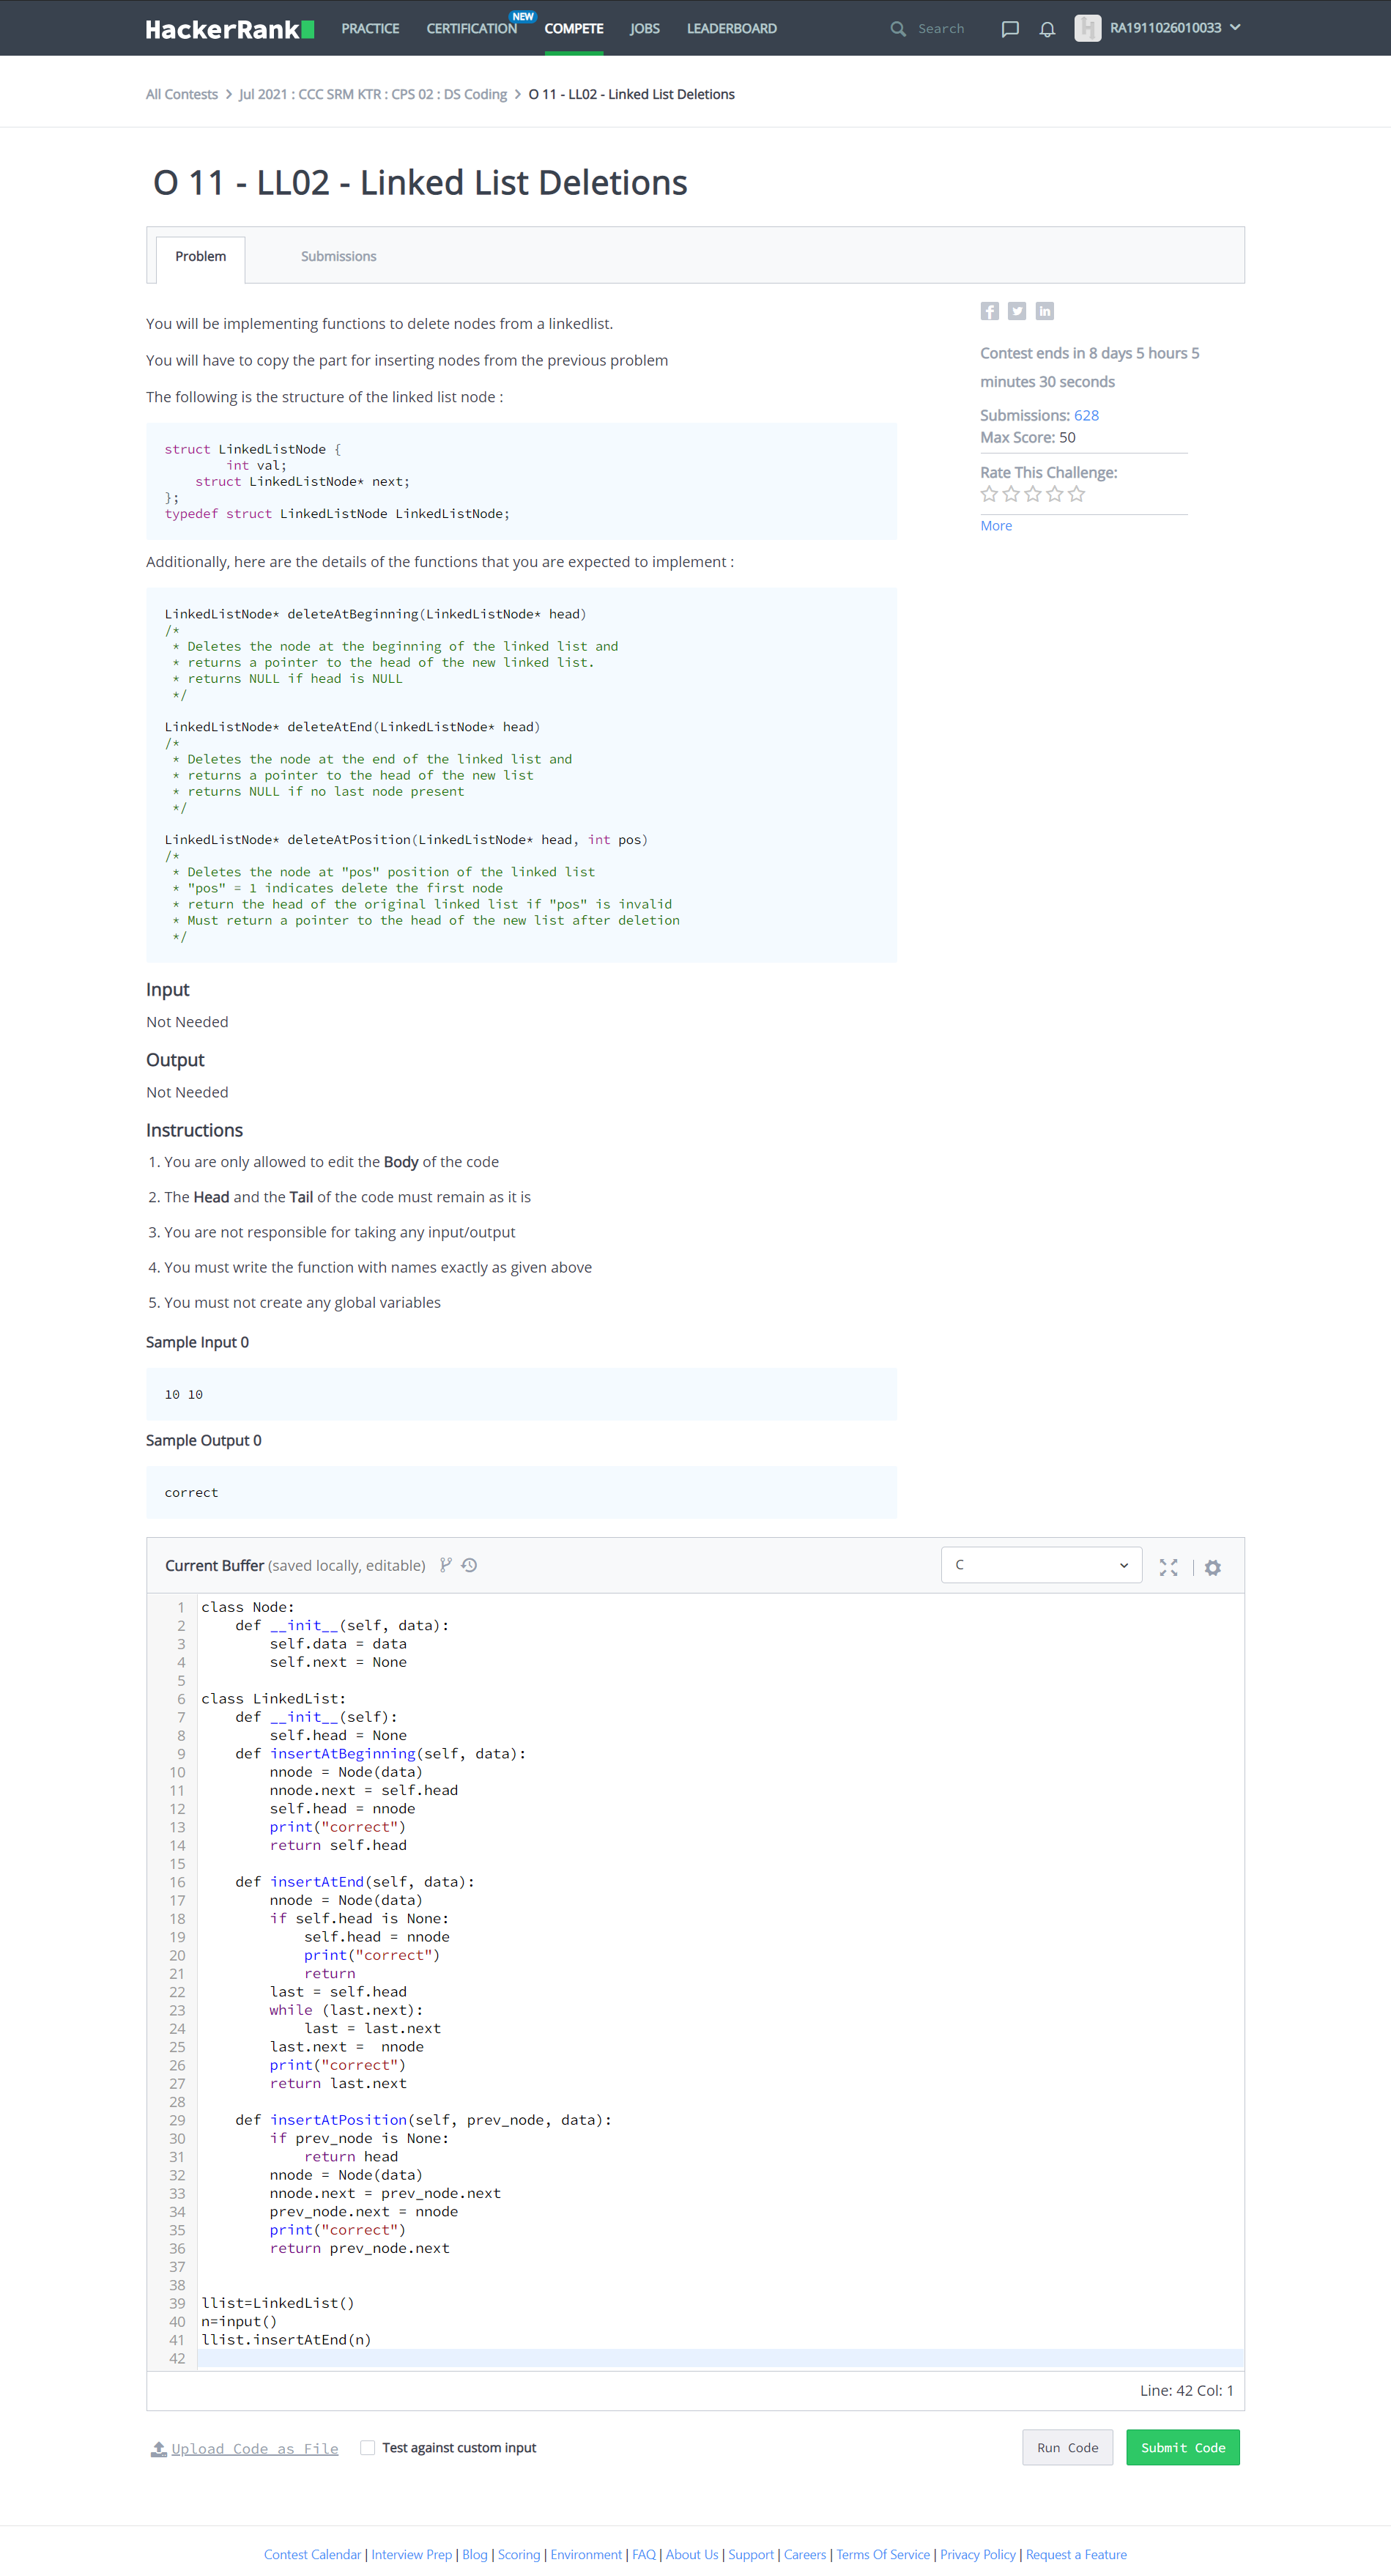 HackerRank PRACTICE CERTIFICATION NEW COMPETE JOBS LEADERBOARD Search RA1911026010033
All Contests > Jul 2021 : CCC SRM KTR : CPS 02 : DS Coding > O 11 - LL02 - Linked List Deletions
O 11 - LL02 - Linked List Deletions
Problem Submissions
You will be implementing functions to delete nodes from a linkedlist.
You will have to copy the part for inserting nodes from the previous problem
The following is the structure of the linked list node :
struct LinkedListNode {
int val;
struct LinkedListNode* next;
};
typedef struct LinkedListNode LinkedListNode;
Additionally, here are the details of the functions that you are expected to implement :
LinkedListNode* deleteAtBeginning(LinkedListNode* head)
/*
* Deletes the node at the beginning of the linked list and
* returns a pointer to the head of the new linked list.
* returns NULL if head is NULL
*/
LinkedListNode* deleteAtEnd(LinkedListNode* head)
/*
* Deletes the node at the end of the linked list and
* returns a pointer to the head of the new list
* returns NULL if no last node present
*/
LinkedListNode* deleteAtPosition(LinkedListNode* head, int pos)
/*
* Deletes the node at "pos" position of the linked list
* "pos" = 1 indicates delete the first node
* return the head of the original linked list if "pos" is invalid
* Must return a pointer to the head of the new list after deletion
*/
Input
Not Needed
Output
Not Needed
Instructions
1. You are only allowed to edit the Body of the code
2. The Head and the Tail of the code must remain as it is
3. You are not responsible for taking any input/output
4. You must write the function with names exactly as given above
5. You must not create any global variables
Sample Input 0
10 10
Sample Output 0
correct
Contest ends in 8 days 5 hours 5
minutes 30 seconds
Submissions: 628
Max Score: 50
Rate This Challenge:
More
Current Buffer (saved locally, editable) C
1 class Node:
2 def __init__(self, data):
3 self.data = data
4 self.next = None
5
6 class LinkedList:
7 def __init__(self):
8 self.head = None
9 def insertAtBeginning(self, data):
10 nnode = Node(data)
11 nnode.next = self.head
12 self.head = nnode
13 print("correct")
14 return self.head
15
16 def insertAtEnd(self, data):
17 nnode = Node(data)
18 if self.head is None:
19 self.head = nnode
20 print("correct")
21 return
22 last = self.head
23 while (last.next):
24 last = last.next
25 last.next =  nnode
26 print("correct")
27 return last.next
28
29 def insertAtPosition(self, prev_node, data):
30 if prev_node is None:
31 return head
32 nnode = Node(data)
33 nnode.next = prev_node.next
34 prev_node.next = nnode
35 print("correct")
36 return prev_node.next
37
38
39 llist=LinkedList()
40 n=input()
41 llist.insertAtEnd(n)
42
Line: 42 Col: 1
Upload Code as File Test against custom input Run Code Submit Code
Contest Calendar | Interview Prep | Blog | Scoring | Environment | FAQ | About Us | Support | Careers | Terms Of Service | Privacy Policy | Request a Feature